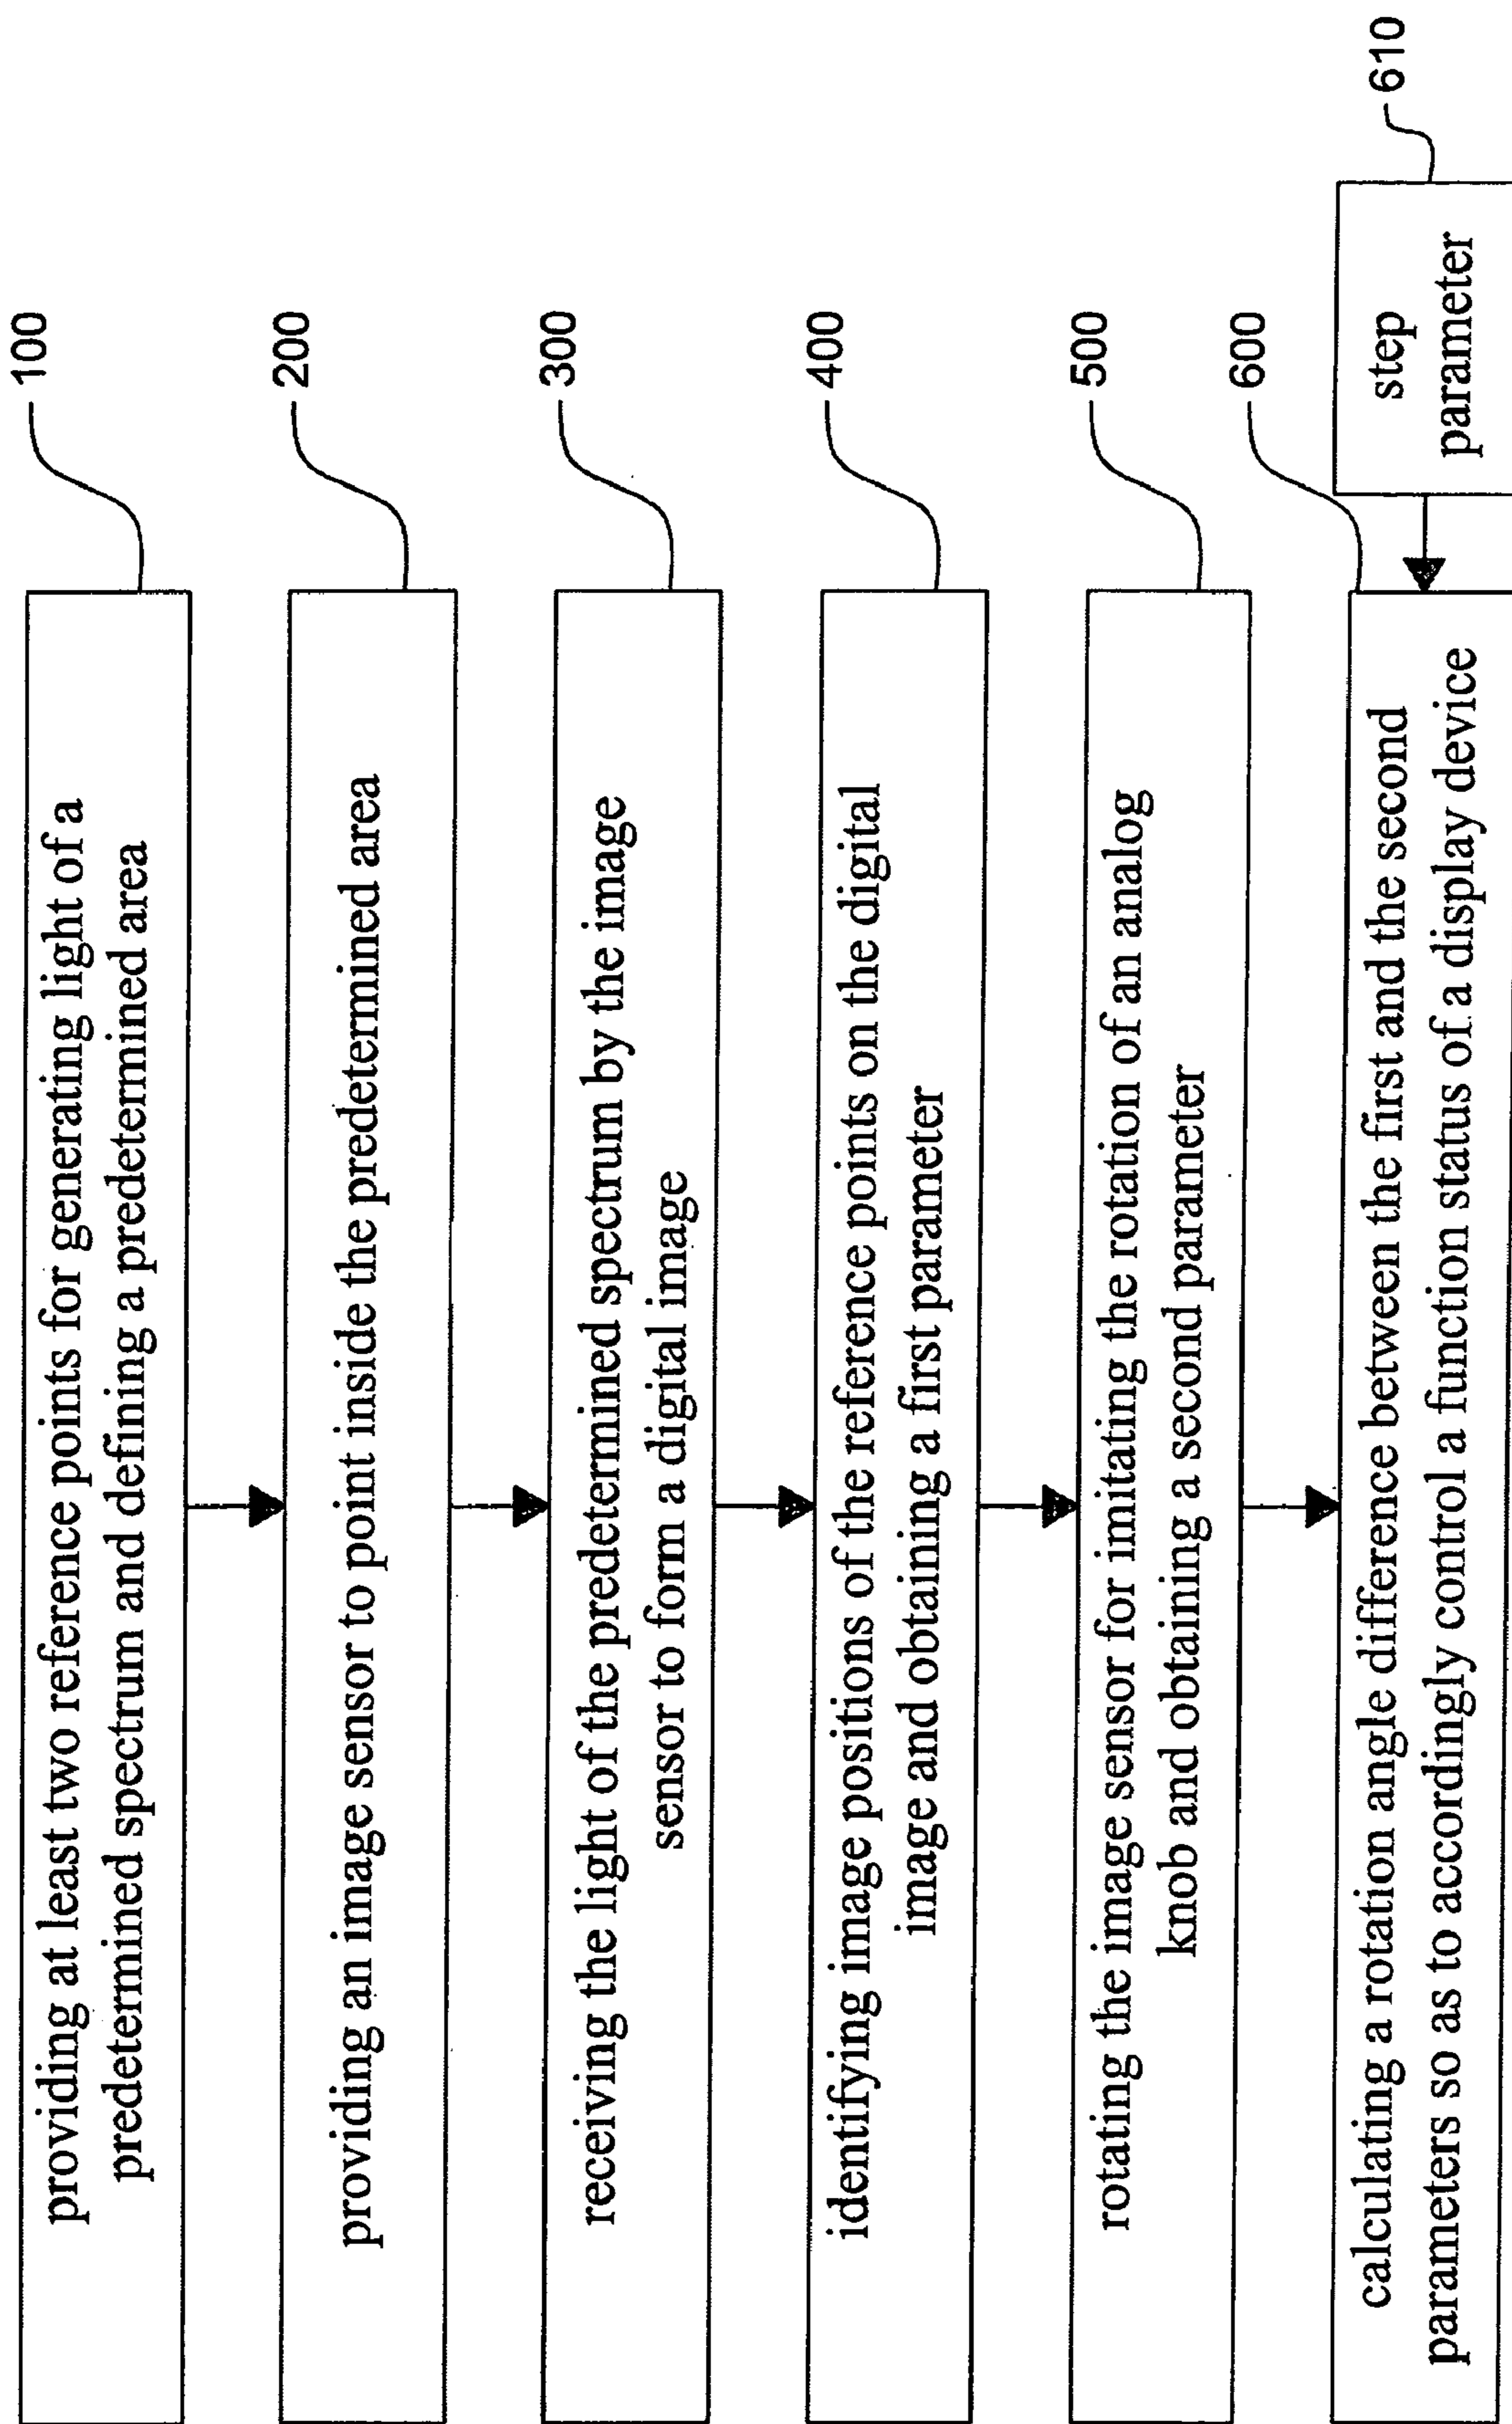 providing at least two reference points for generating light of a
predetermined spectrum and defining a predetermined area
100
providing an image sensor to point inside the predetermined area
200
receiving the light of the predetermined spectrum by the image
sensor to form a digital image
300
identifying image positions of the reference points on the digital
image and obtaining a first parameter
400
rotating the image sensor for imitating the rotation of an analog
knob and obtaining a second parameter
500
calculating a rotation angle difference between the first and the second
parameters so as to accordingly control a function status of a display device
600
step
parameter
610